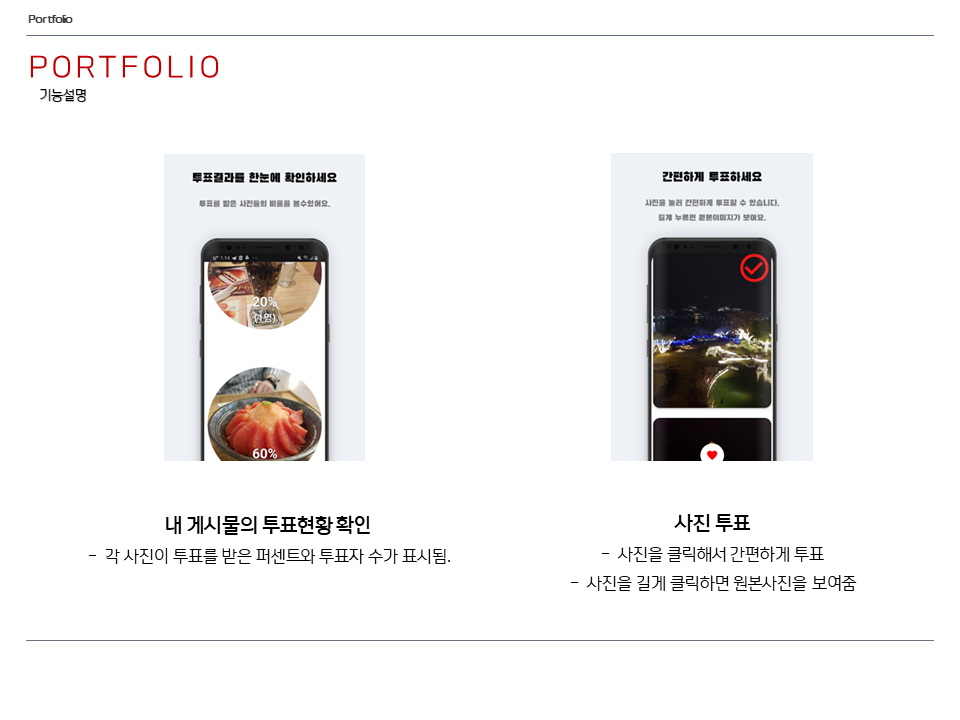 Portfolio
PORTFOLIO
기능설명
투표결과를 한눈에 확인하세요
투표를 받은 사진들의 비율을 볼수있어요.
1:14
20%
(1명)
60%
간편하게 투표하세요
사진을 눌러 간편하게 투표할 수 있습니다.
길게 누르면 원본이미지가 보여요.
내 게시물의 투표현황 확인
- 각 사진이 투표를 받은 퍼센트와 투표자 수가 표시됨.
사진 투표
- 사진을 클릭해서 간편하게 투표
- 사진을 길게 클릭하면 원본사진을 보여줌